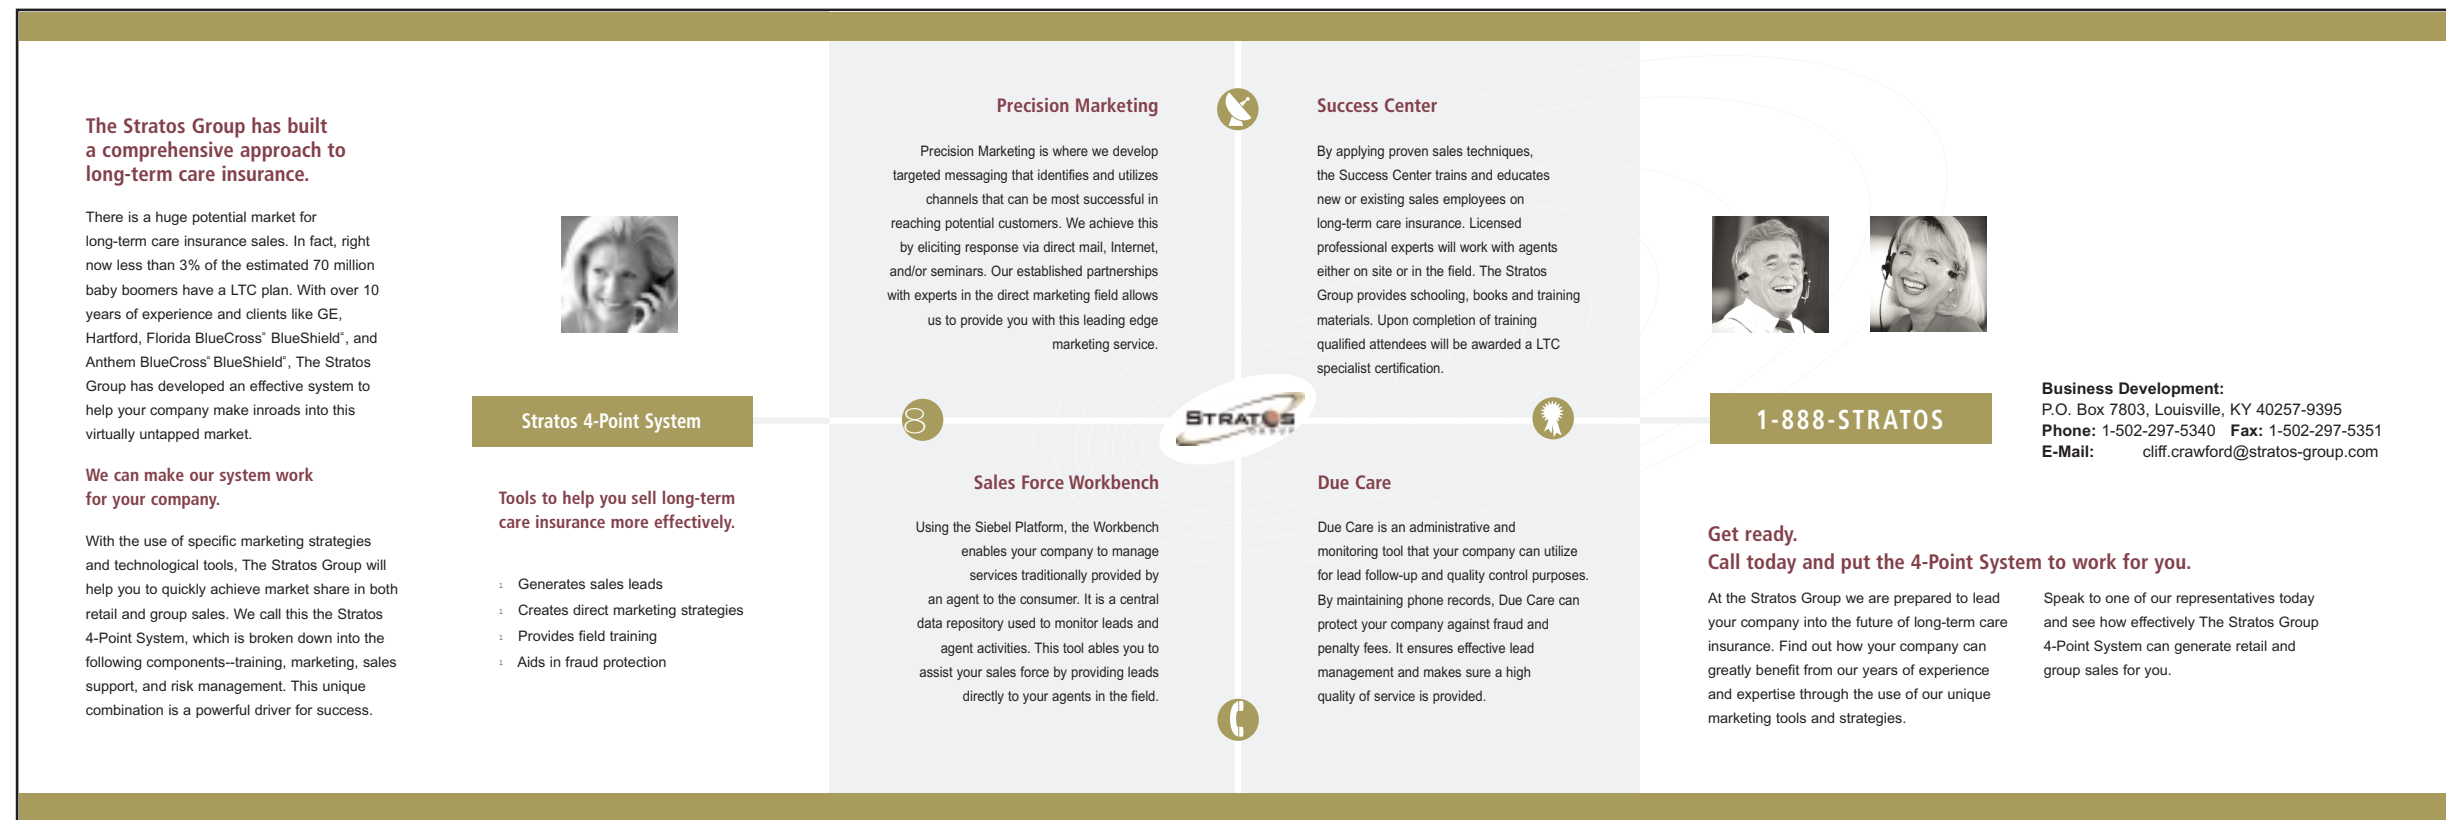 The Stratos Group has built
a comprehensive approach to
long-term care insurance.
There is a huge potential market for
long-term care insurance sales. In fact, right
now less than 3% of the estimated 70 million
baby boomers have a LTC plan. With over 10
years of experience and clients like GE,
Hartford, Florida BlueCross® BlueShield®, and
Anthem BlueCross® BlueShield®, The Stratos
Group has developed an effective system to
help your company make inroads into this
virtually untapped market.
We can make our system work
for your company.
With the use of specific marketing strategies
and technological tools, The Stratos Group will
help you to quickly achieve market share in both
retail and group sales. We call this the Stratos
4-Point System, which is broken down into the
following components--training, marketing, sales
support, and risk management. This unique
combination is a powerful driver for success.
Stratos 4-Point System
Tools to help you sell long-term
care insurance more effectively.
1 Generates sales leads
1 Creates direct marketing strategies
1 Provides field training
1 Aids in fraud protection
Precision Marketing
Precision Marketing is where we develop
targeted messaging that identifies and utilizes
channels that can be most successful in
reaching potential customers. We achieve this
by eliciting response via direct mail, Internet,
and/or seminars. Our established partnerships
with experts in the direct marketing field allows
us to provide you with this leading edge
marketing service.
8
Sales Force Workbench
Using the Siebel Platform, the Workbench
enables your company to manage
services traditionally provided by
an agent to the consumer. It is a central
data repository used to monitor leads and
agent activities. This tool ables you to
assist your sales force by providing leads
directly to your agents in the field.
STRATOS
GROUP
Success Center
By applying proven sales techniques,
the Success Center trains and educates
new or existing sales employees on
long-term care insurance. Licensed
professional experts will work with agents
either on site or in the field. The Stratos
Group provides schooling, books and training
materials. Upon completion of training
qualified attendees will be awarded a LTC
specialist certification.
Due Care
Due Care is an administrative and
monitoring tool that your company can utilize
for lead follow-up and quality control purposes.
By maintaining phone records, Due Care can
protect your company against fraud and
penalty fees. It ensures effective lead
management and makes sure a high
quality of service is provided.
1-888-STRATOS
Business Development:
P.O. Box 7803, Louisville, KY 40257-9395
Phone: 1-502-297-5340 Fax: 1-502-297-5351
E-Mail: cliff.crawford@stratos-group.com
Get ready.
Call today and put the 4-Point System to work for you.
At the Stratos Group we are prepared to lead
your company into the future of long-term care
insurance. Find out how your company can
greatly benefit from our years of experience
and expertise through the use of our unique
marketing tools and strategies.
Speak to one of our representatives today
and see how effectively The Stratos Group
4-Point System can generate retail and
group sales for you.